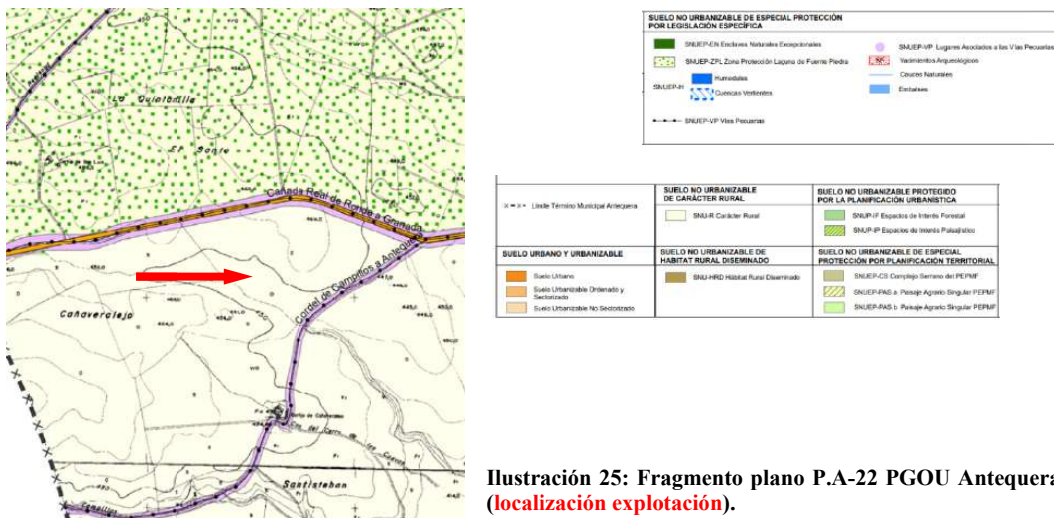 La Quintanilla
El Sante
Cañada Real de Ronda a Granada
Cordel de Campillos a Antequera
Cañaveralejo
Santisteban
Campillos
SUELO NO URBANIZABLE DE ESPECIAL PROTECCIÓN
POR LEGISLACIÓN ESPECÍFICA
SNUEP-EN Enclaves Naturales Excepcionales
SNUEP-ZPL Zona Protección Laguna de Fuente Piedra
SNUEP-H
Humedales
Cuencas Vertientes
SNUEP-VP Vías Pecuarias
SNUEP-VP Lugares Asociados a las Vías Pecuarias
Yacimientos Arqueológicos
Cauces Naturales
Embalses
Límite Término Municipal Antequera
SUELO NO URBANIZABLE
DE CARÁCTER RURAL
SNU-R Carácter Rural
SUELO NO URBANIZABLE PROTEGIDO
POR LA PLANIFICACIÓN URBANÍSTICA
SNUP-IF Espacios de Interés Forestal
SNUP-IP Espacios de Interés Paisajístico
SUELO URBANO Y URBANIZABLE
Suelo Urbano
Suelo Urbanizable Ordenado y
Sectorizado
Suelo Urbanizable No Sectorizado
SUELO NO URBANIZABLE DE
HABITAT RURAL DISEMINADO
SNU-HRD Hábitat Rural Diseminado
SUELO NO URBANIZABLE DE ESPECIAL
PROTECCIÓN POR PLANIFICACIÓN TERRITORIAL
SNUEP-CS Complejo Serrano del PEPMF
SNUEP-PAS a Paisaje Agrario Singular PEPMF
SNUEP-PAS b Paisaje Agrario Singular PEPMF
Ilustración 25: Fragmento plano P.A-22 PGOU Antequera
(localización explotación).